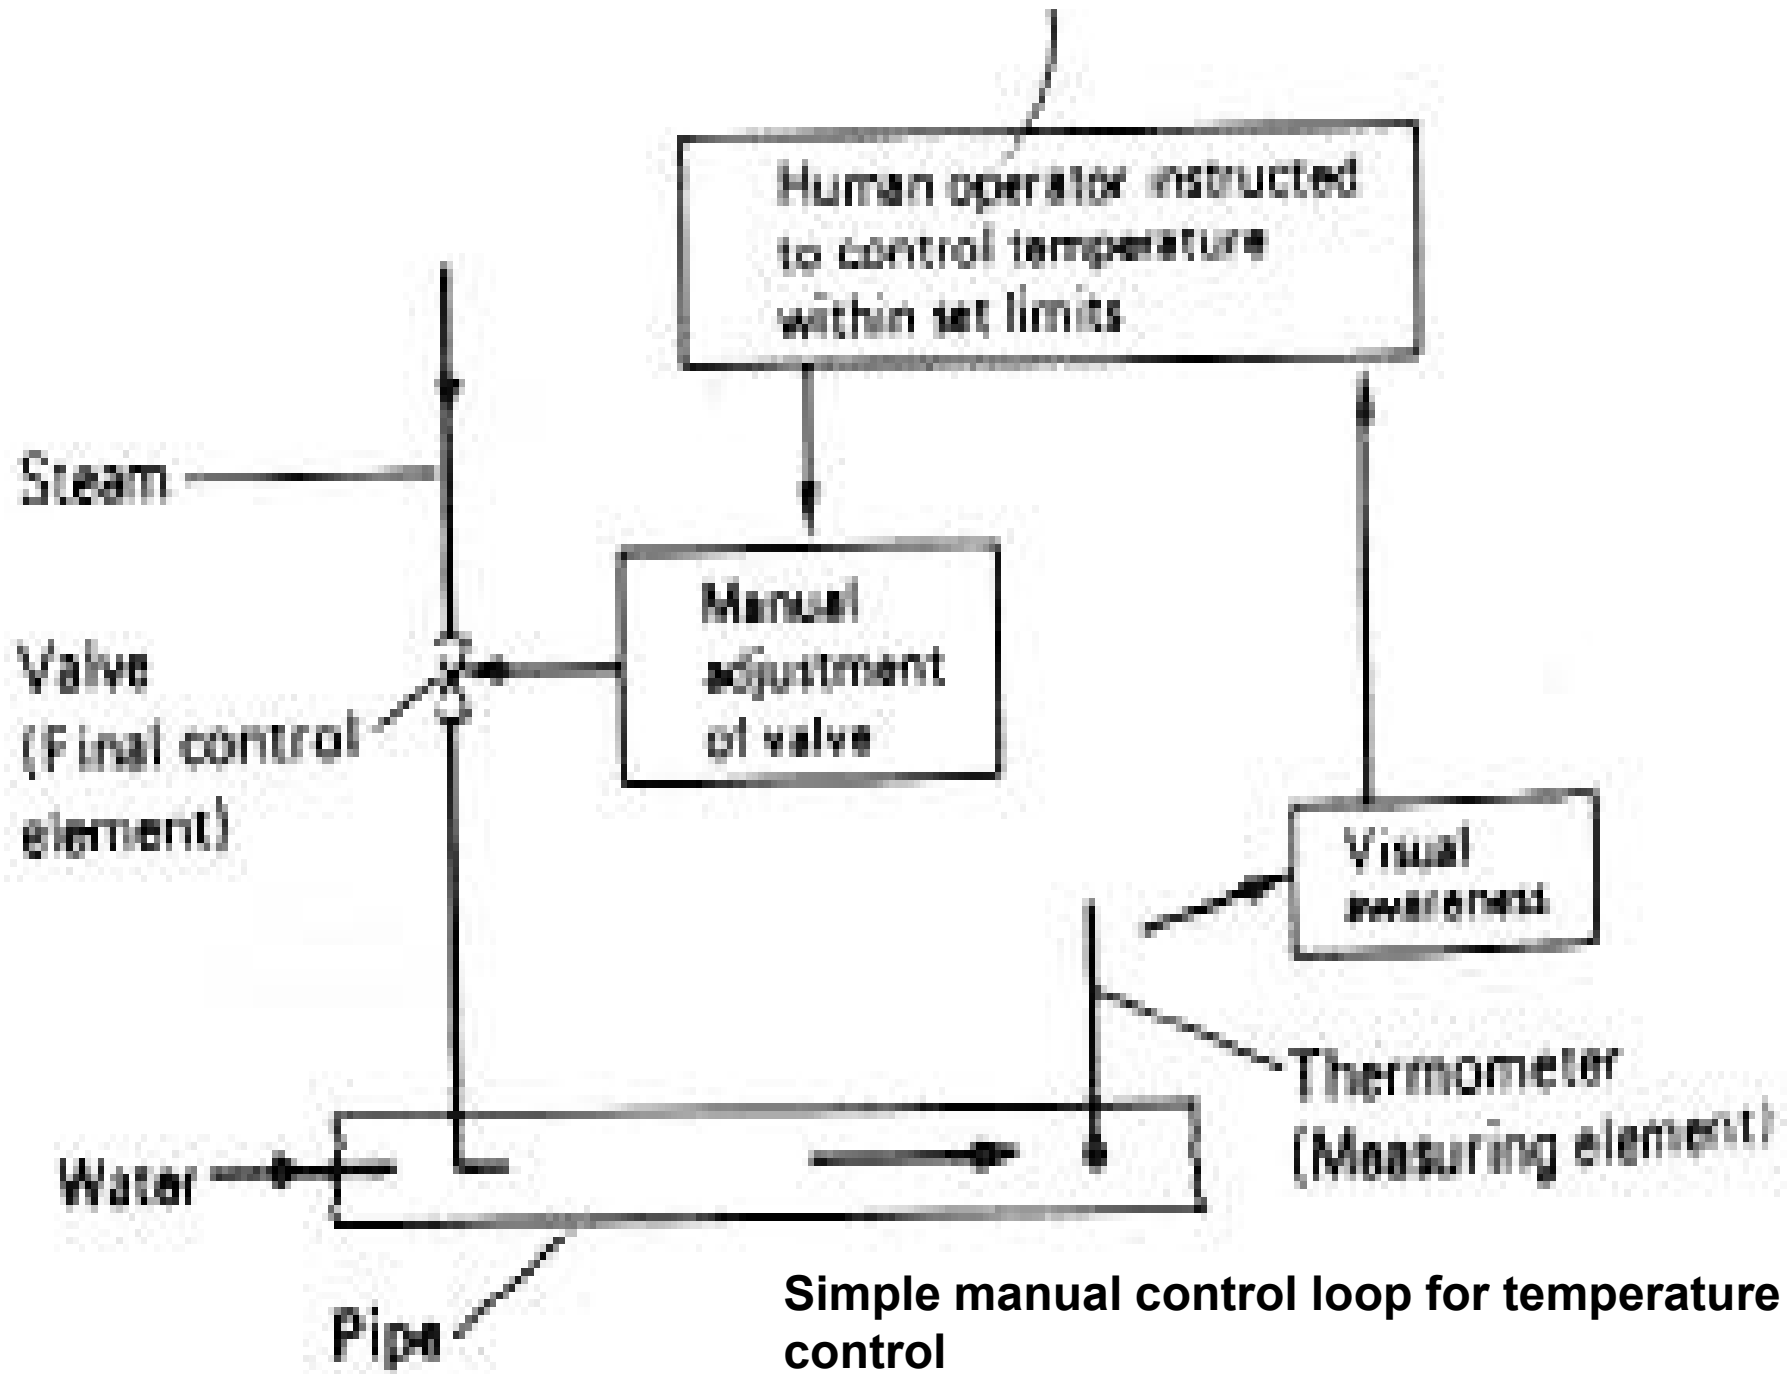 Human operator instructed
to control temperature
within set limits
Steam
Manual
adjustment
of valve
Valve
(Final control
element)
Visual
awareness
Thermometer
(Measuring element)
Water
Pipe
Simple manual control loop for temperature
control